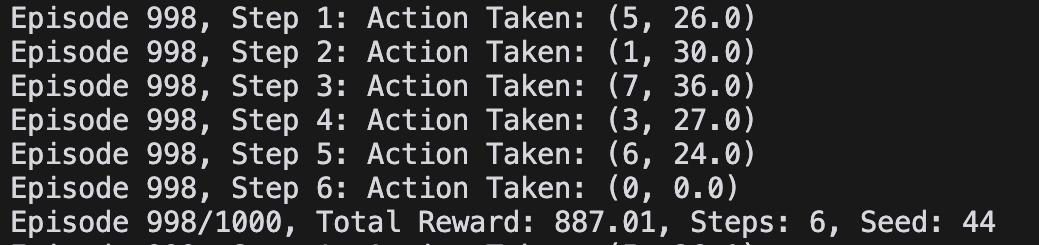 Episode 998, Step 1: Action Taken: (5, 26.0)
Episode 998, Step 2: Action Taken: (1, 30.0)
Episode 998, Step 3: Action Taken: (7, 36.0)
Episode 998, Step 4: Action Taken: (3, 27.0)
Episode 998, Step 5: Action Taken: (6, 24.0)
Episode 998, Step 6: Action Taken: (0, 0.0)
Episode 998/1000, Total Reward: 887.01, Steps: 6, Seed: 44